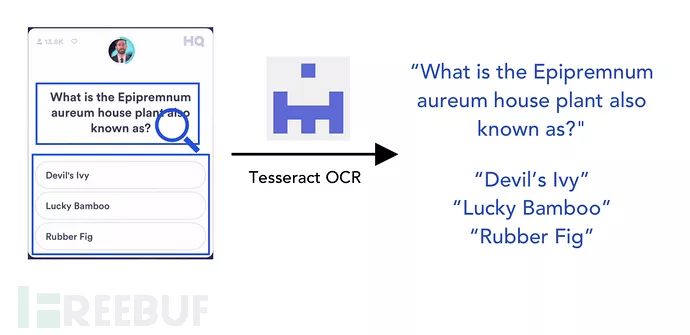 13.8K
HQ
What is the Epipremnum
aureum house plant also
known as?
Devil's Ivy
Lucky Bamboo
Rubber Fig
Tesseract OCR
“What is the Epipremnum
aureum house plant also
known as?"
“Devil’s Ivy”
“Lucky Bamboo”
“Rubber Fig”
FREEBUF